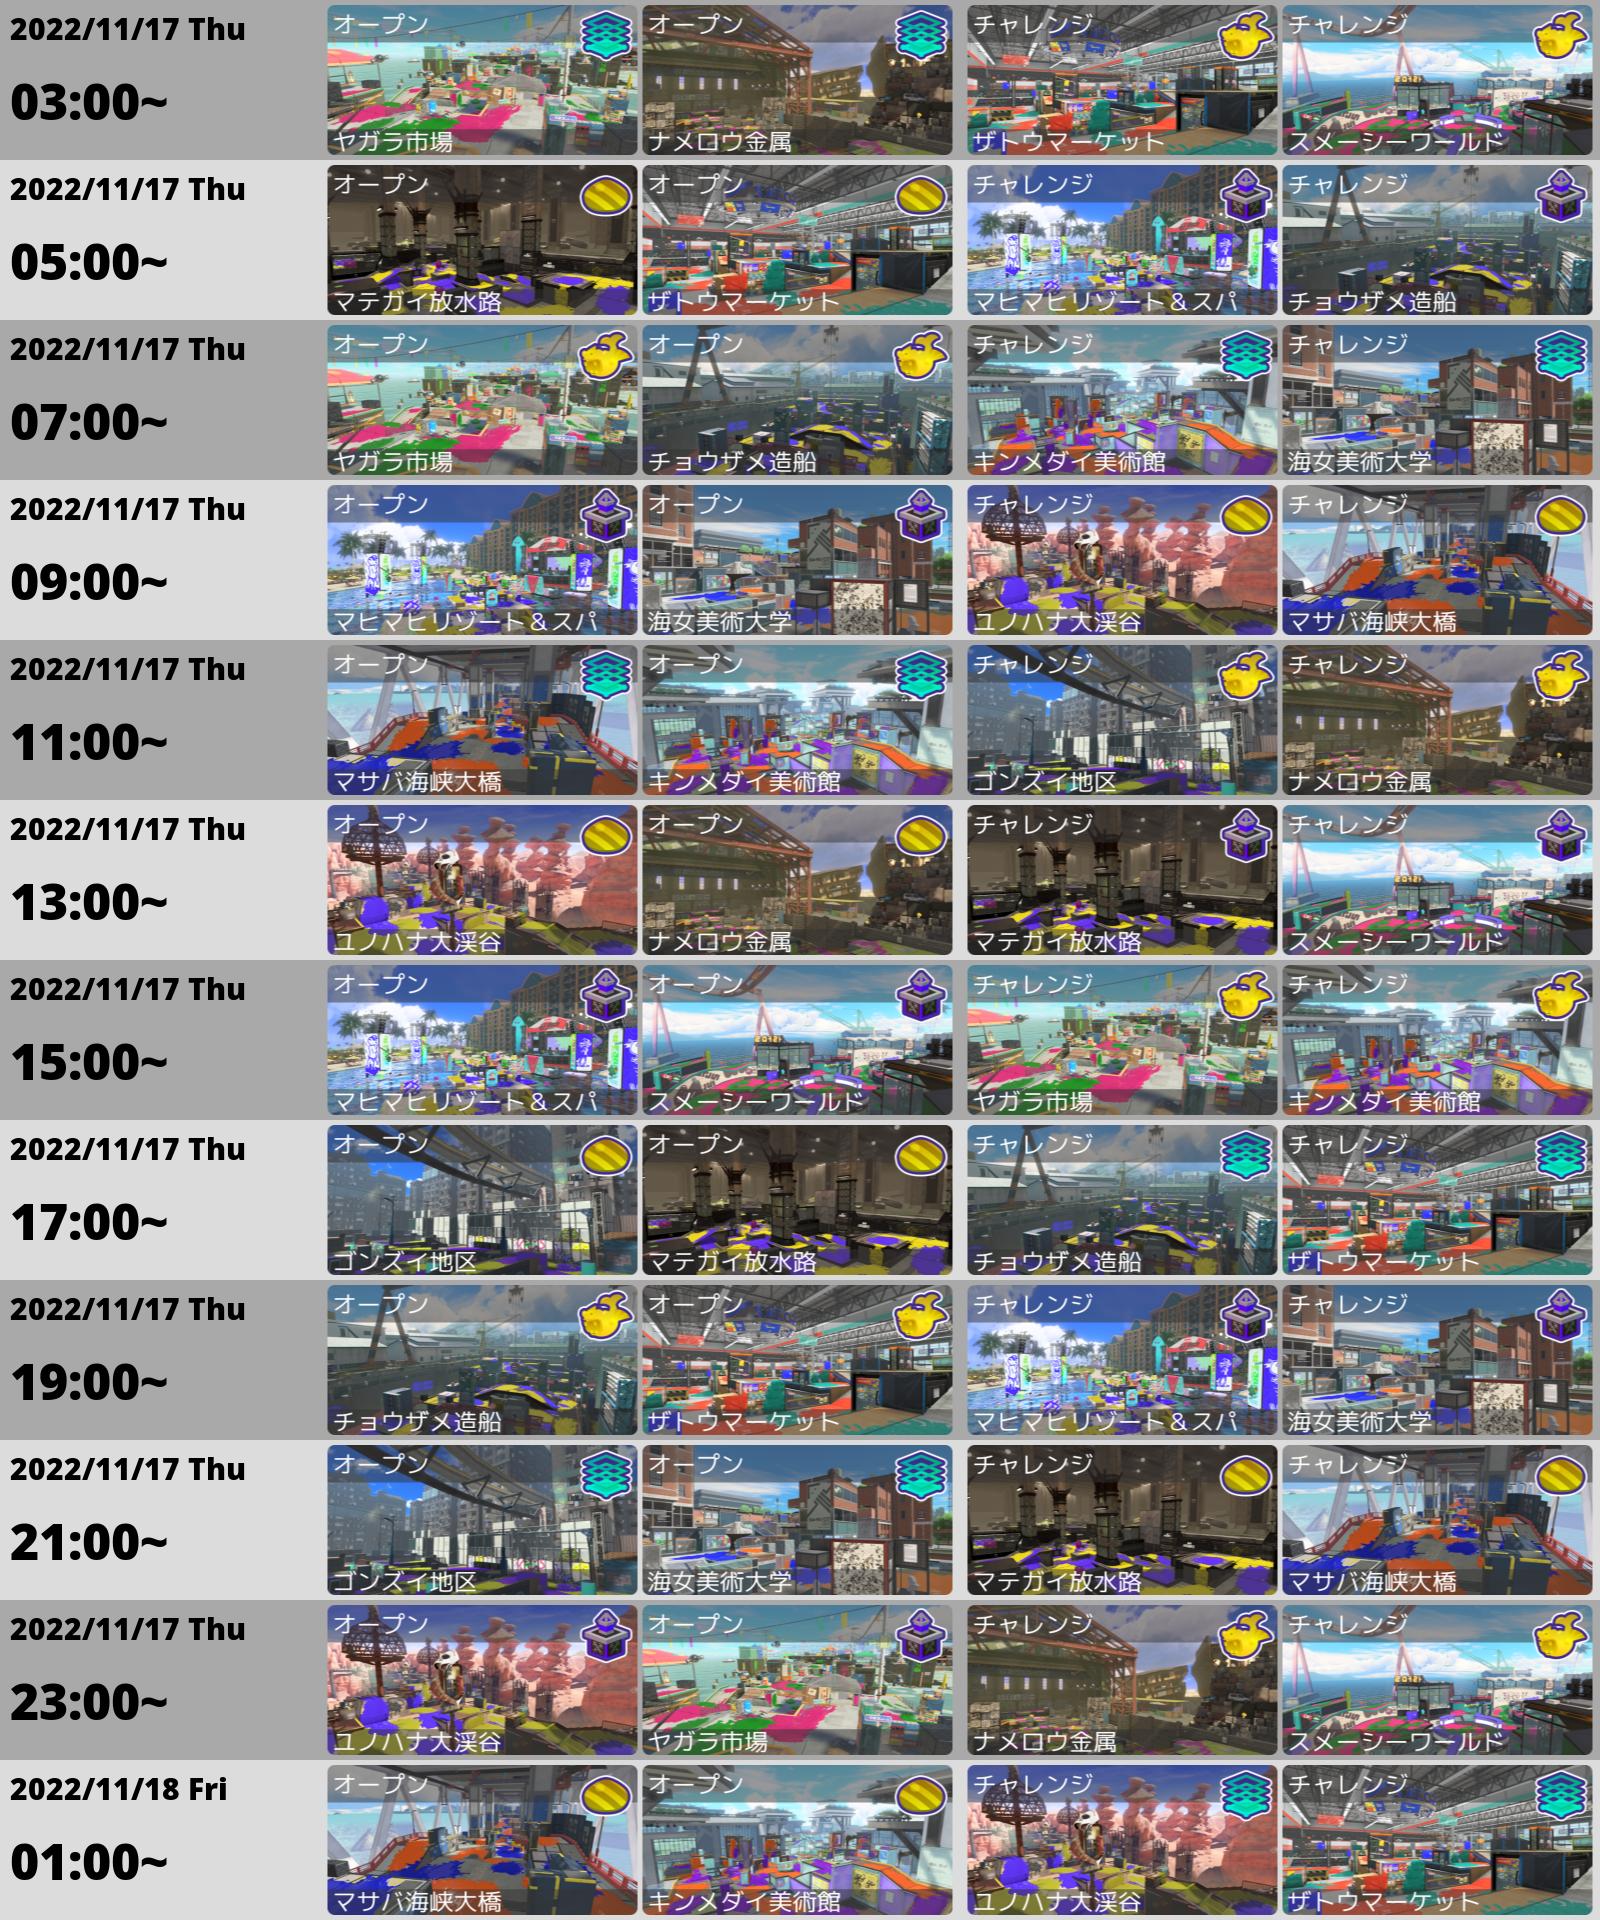 2022/11/17 Thu
03:00~
オープン
ヤガラ市場
オープン
ナメロウ金属
チャレンジ
ザトウマーケット
チャレンジ
スメーシーワールド
2022/11/17 Thu
05:00~
オープン
マテガイ放水路
オープン
ザトウマーケット
チャレンジ
マヒマヒリゾート＆スパ
チャレンジ
チョウザメ造船
2022/11/17 Thu
07:00~
オープン
ヤガラ市場
オープン
チョウザメ造船
チャレンジ
キンメダイ美術館
チャレンジ
海女美術大学
2022/11/17 Thu
09:00~
オープン
マヒマヒリゾート＆スパ
オープン
海女美術大学
チャレンジ
ユノハナ大渓谷
チャレンジ
マサバ海峡大橋
2022/11/17 Thu
11:00~
オープン
マサバ海峡大橋
オープン
キンメダイ美術館
チャレンジ
ゴンズイ地区
チャレンジ
ナメロウ金属
2022/11/17 Thu
13:00~
オープン
ユノハナ大渓谷
オープン
ナメロウ金属
チャレンジ
マテガイ放水路
チャレンジ
スメーシーワールド
2022/11/17 Thu
15:00~
オープン
マヒマヒリゾート＆スパ
オープン
スメーシーワールド
チャレンジ
ヤガラ市場
チャレンジ
キンメダイ美術館
2022/11/17 Thu
17:00~
オープン
ゴンズイ地区
オープン
マテガイ放水路
チャレンジ
チョウザメ造船
チャレンジ
ザトウマーケット
2022/11/17 Thu
19:00~
オープン
チョウザメ造船
オープン
ザトウマーケット
チャレンジ
マヒマヒリゾート＆スパ
チャレンジ
海女美術大学
2022/11/17 Thu
21:00~
オープン
ゴンズイ地区
オープン
海女美術大学
チャレンジ
マテガイ放水路
チャレンジ
マサバ海峡大橋
2022/11/17 Thu
23:00~
オープン
ユノハナ大渓谷
オープン
ヤガラ市場
チャレンジ
ナメロウ金属
チャレンジ
スメーシーワールド
2022/11/18 Fri
01:00~
オープン
マサバ海峡大橋
オープン
キンメダイ美術館
チャレンジ
ユノハナ大渓谷
チャレンジ
ザトウマーケット